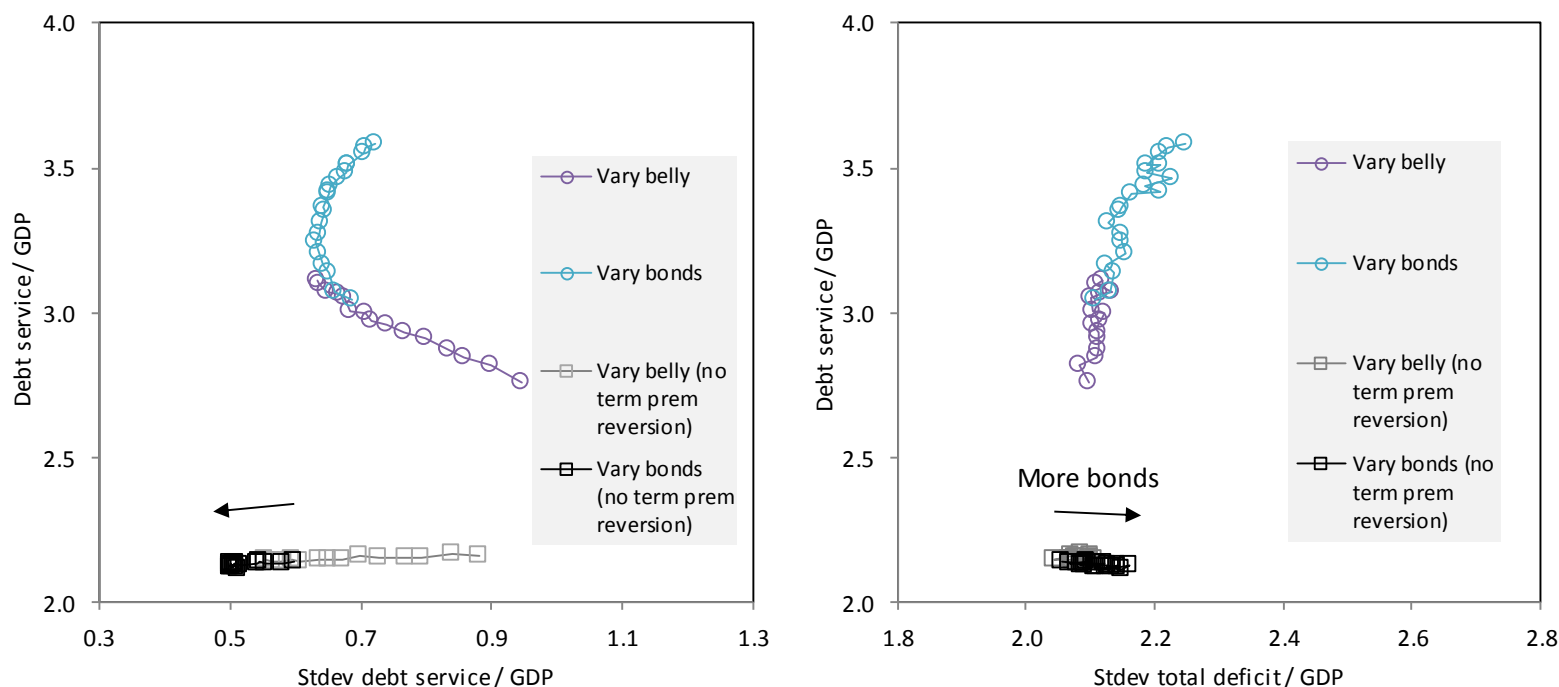 4.0
3.5
3.0
2.5
2.0
Debt service / GDP
0.3
0.5
0.7
0.9
1.1
1.3
Stdev debt service / GDP
Vary belly
Vary bonds
Vary belly (no
term prem
reversion)
Vary bonds
(no term prem
reversion)
4.0
3.5
3.0
2.5
2.0
Debt service / GDP
1.8
2.0
2.2
2.4
2.6
2.8
Stdev total deficit / GDP
Vary belly
Vary bonds
Vary belly (no
term prem
reversion)
Vary bonds (no
term prem
reversion)
More bonds